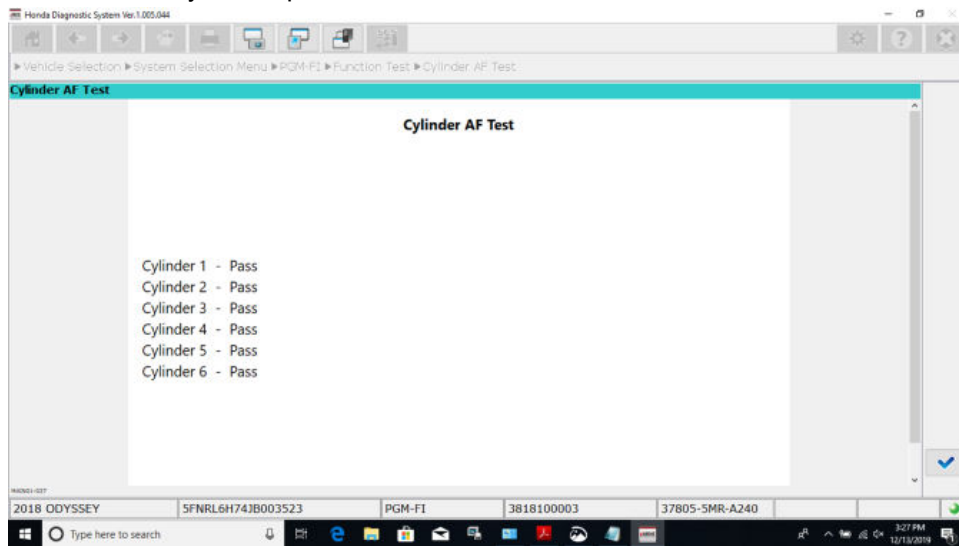 Honda Diagnostic System Ver.1.005.044
▶Vehicle Selection ▶System Selection Menu ▶PGM-FI ▶Function Test ▶Cylinder AF Test
Cylinder AF Test
Cylinder AF Test
Cylinder 1 - Pass
Cylinder 2 - Pass
Cylinder 3 - Pass
Cylinder 4 - Pass
Cylinder 5 - Pass
Cylinder 6 - Pass
2018 ODYSSEY 5FNRL6H74JB003523 PGM-FI 3818100003 37805-5MR-A240
Type here to search 3:27 PM
12/13/2019